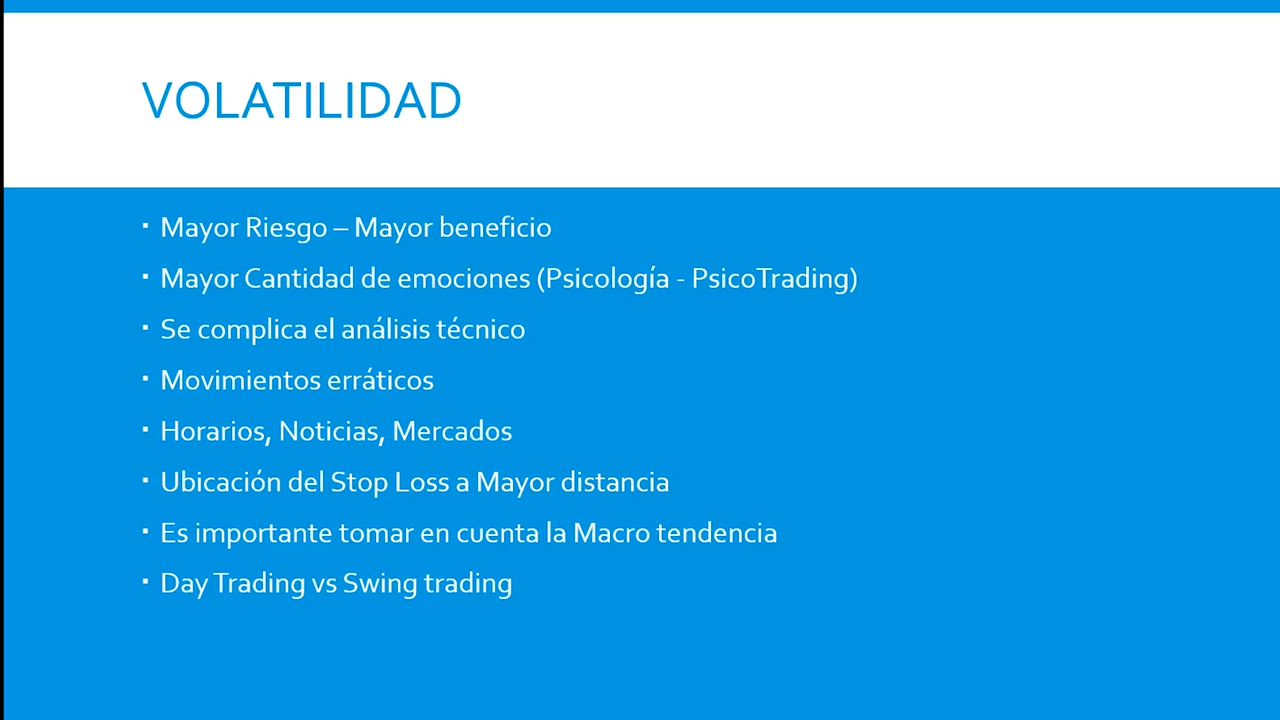 VOLATILIDAD
▪ Mayor Riesgo – Mayor beneficio
▪ Mayor Cantidad de emociones (Psicología - PsicoTrading)
▪ Se complica el análisis técnico
▪ Movimientos erráticos
▪ Horarios, Noticias, Mercados
▪ Ubicación del Stop Loss a Mayor distancia
▪ Es importante tomar en cuenta la Macro tendencia
▪ Day Trading vs Swing trading